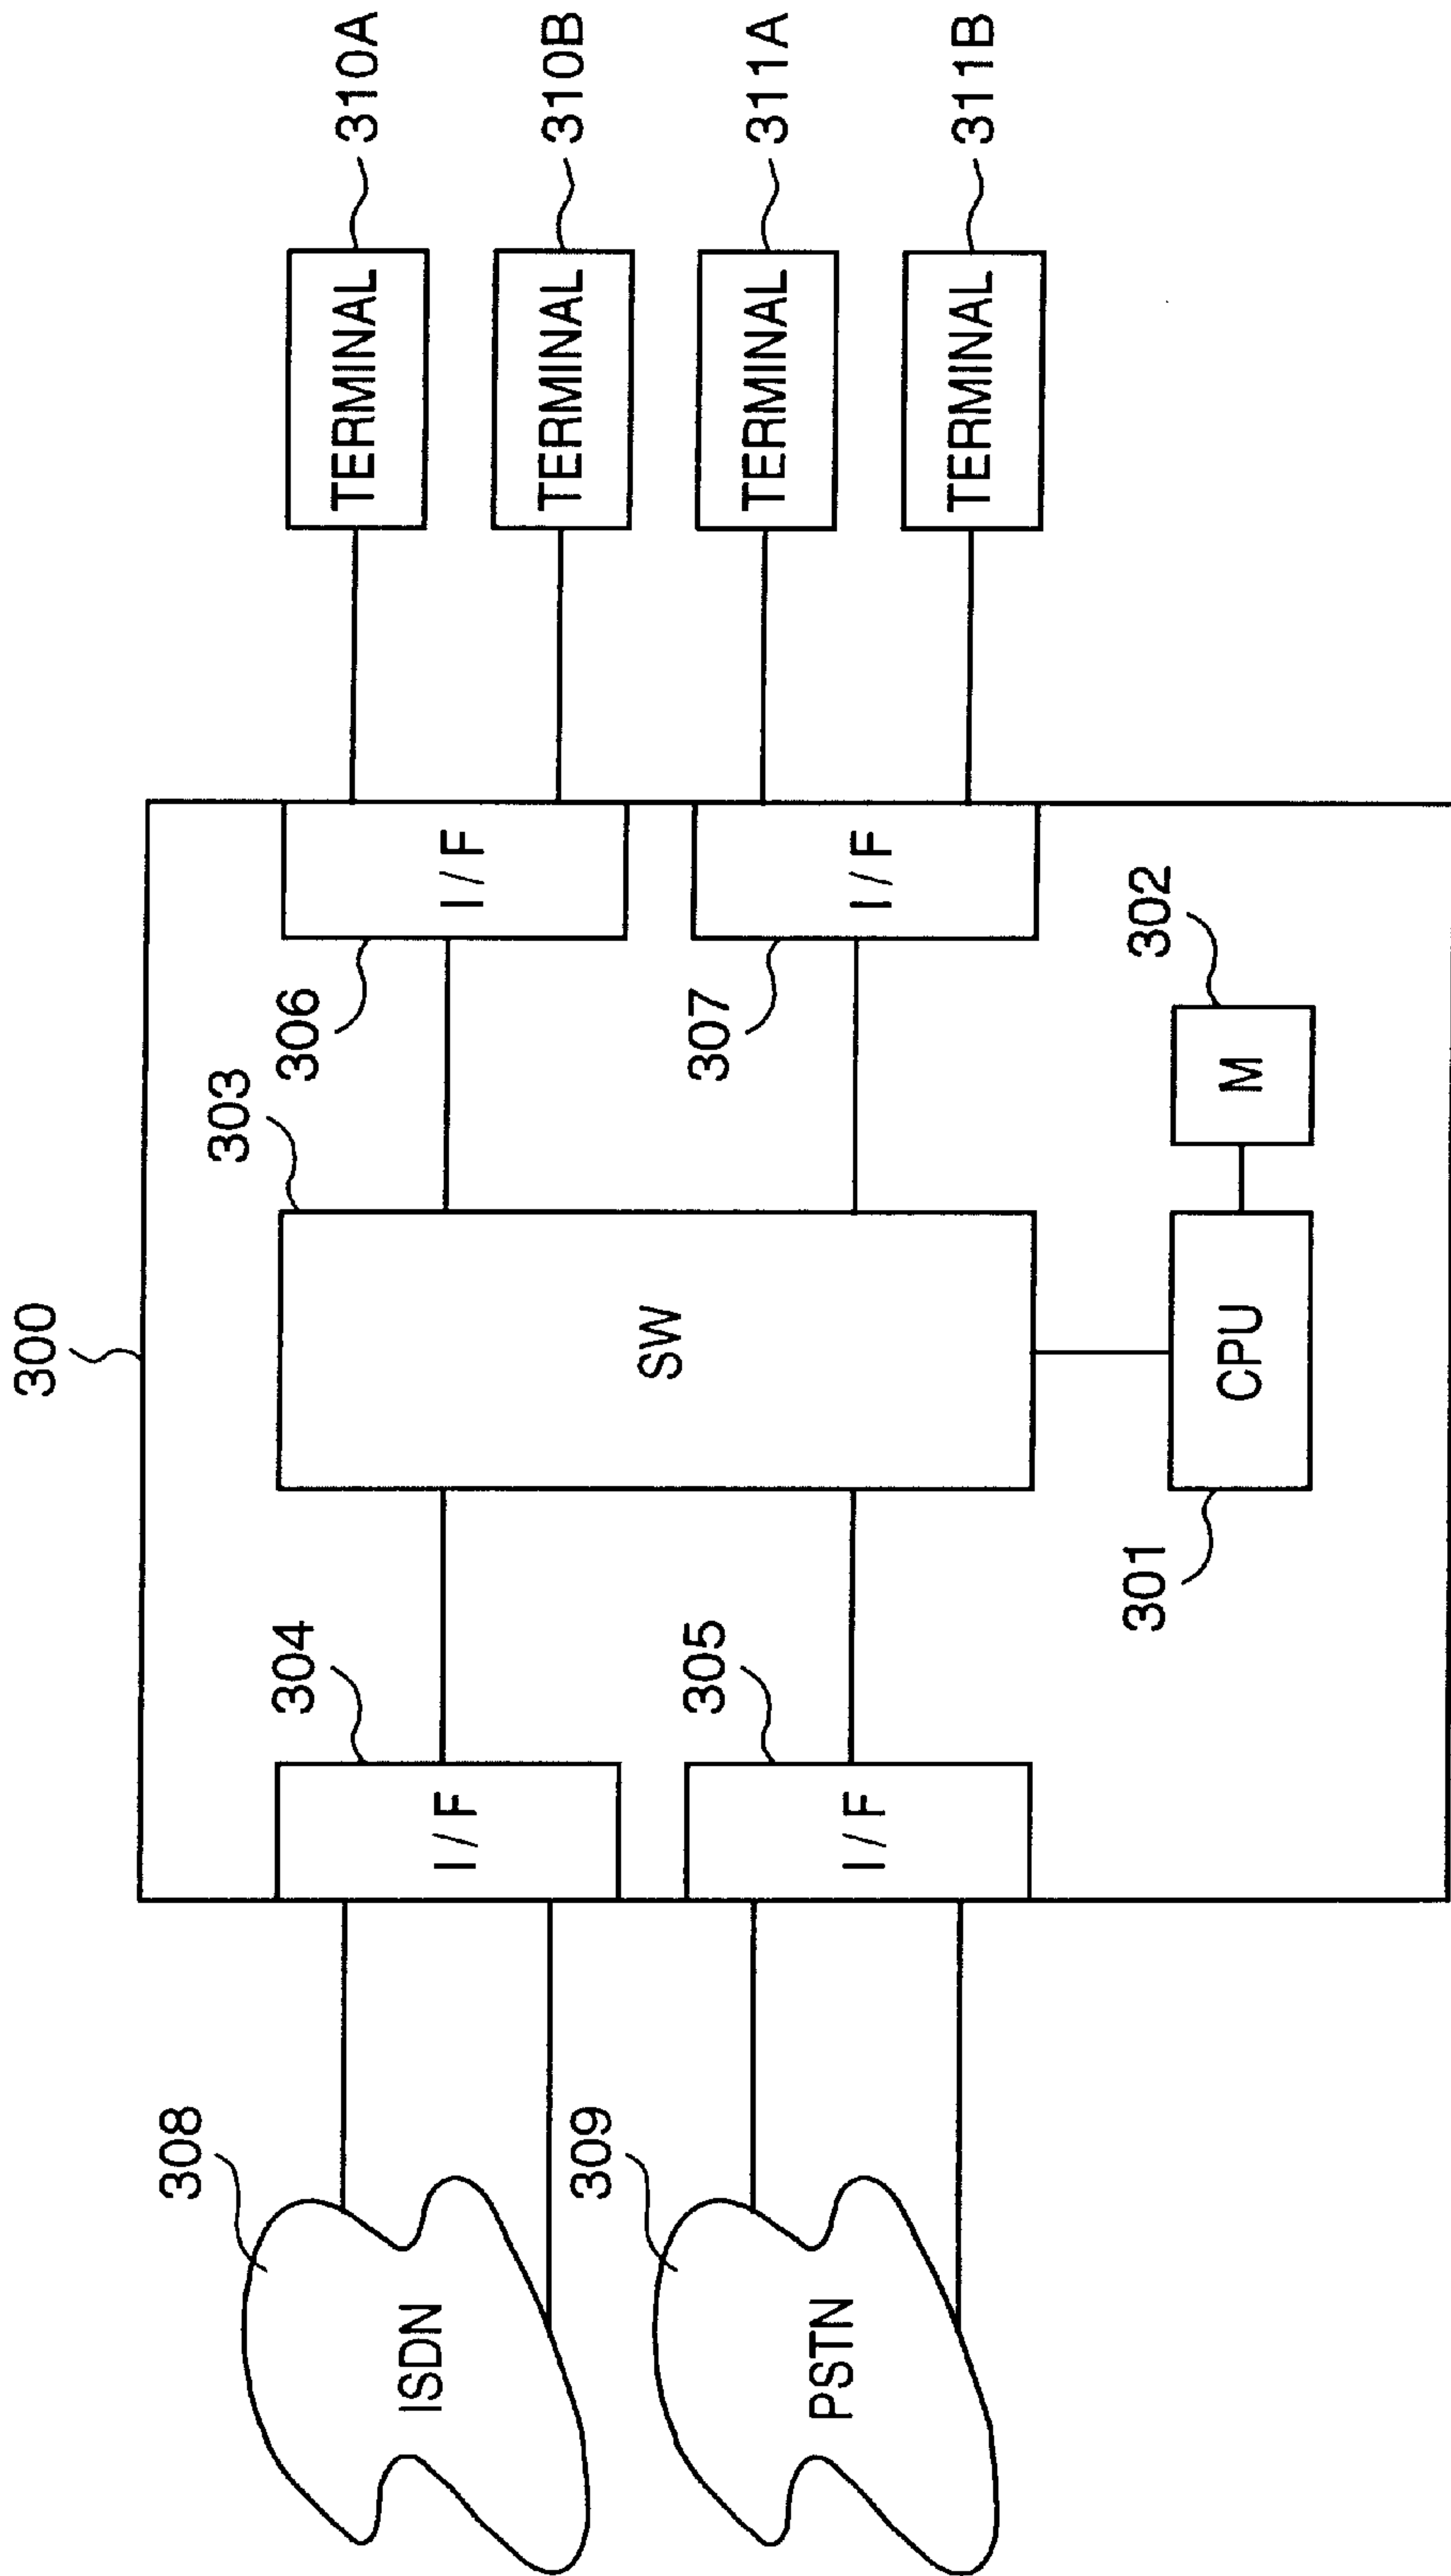 300
308
ISDN
309
PSTN
304
I/F
305
I/F
303
SW
301
CPU
302
M
306
I/F
307
I/F
TERMINAL
310A
TERMINAL
310B
TERMINAL
311A
TERMINAL
311B